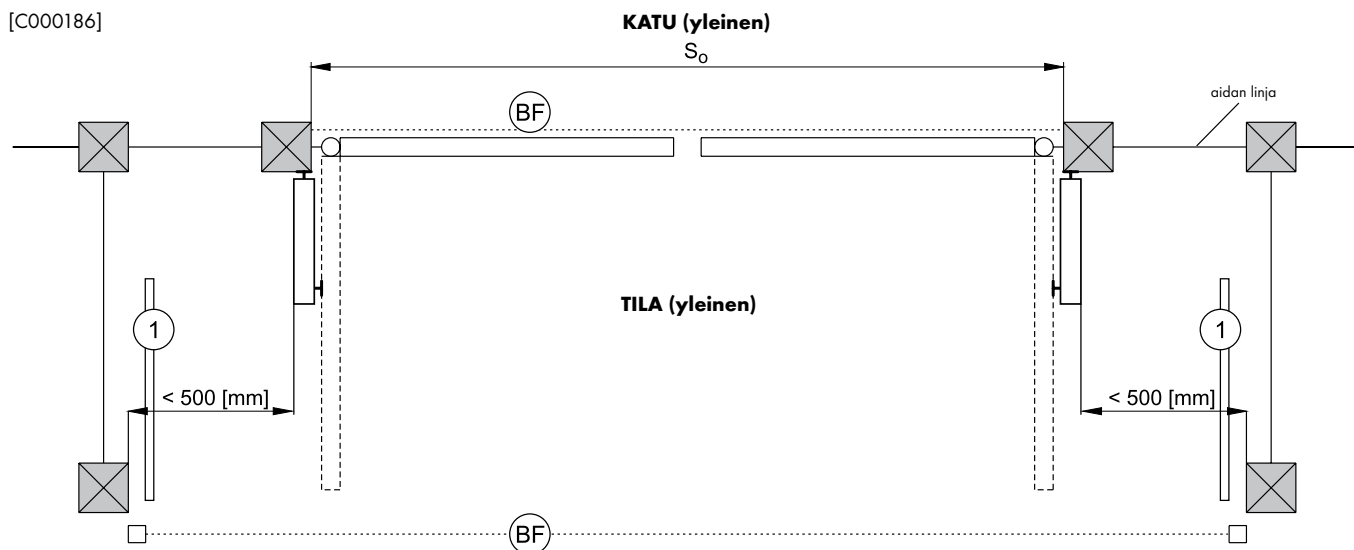 [C000186]
KATU (yleinen)
So
BF
aidan linja
TILA (yleinen)
1
1
< 500 [mm]
< 500 [mm]
BF